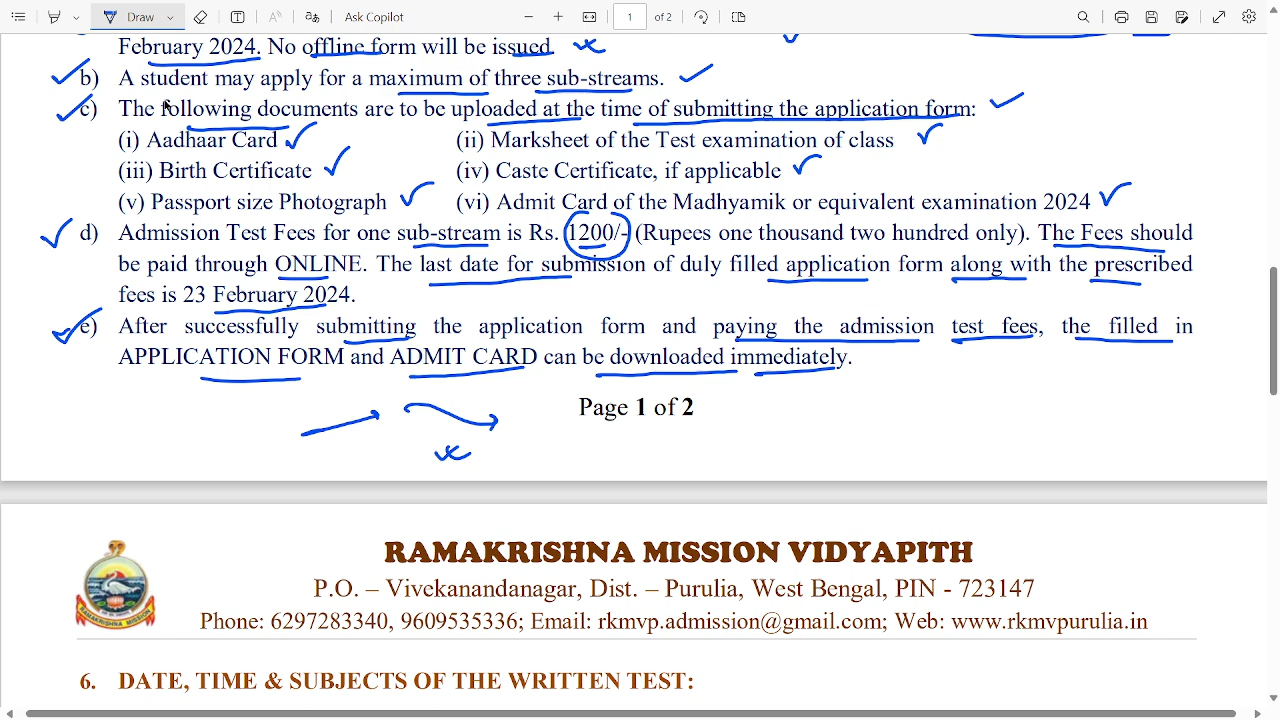 Draw
Ask Copilot
1 of 2
February 2024. No offline form will be issued.
b) A student may apply for a maximum of three sub-streams.
c) The following documents are to be uploaded at the time of submitting the application form:
(i) Aadhaar Card (ii) Marksheet of the Test examination of class
(iii) Birth Certificate (iv) Caste Certificate, if applicable
(v) Passport size Photograph (vi) Admit Card of the Madhyamik or equivalent examination 2024
d) Admission Test Fees for one sub-stream is Rs. 1200/- (Rupees one thousand two hundred only). The Fees should
be paid through ONLINE. The last date for submission of duly filled application form along with the prescribed
fees is 23 February 2024.
e) After successfully submitting the application form and paying the admission test fees, the filled in
APPLICATION FORM and ADMIT CARD can be downloaded immediately.
Page 1 of 2
RAMAKRISHNA MISSION VIDYAPITH
P.O. – Vivekanandanagar, Dist. – Purulia, West Bengal, PIN - 723147
RAMAKRISHNA MISSION
Phone: 6297283340, 9609535336; Email: rkmvp.admission@gmail.com; Web: www.rkmvpurulia.in
6. DATE, TIME & SUBJECTS OF THE WRITTEN TEST: